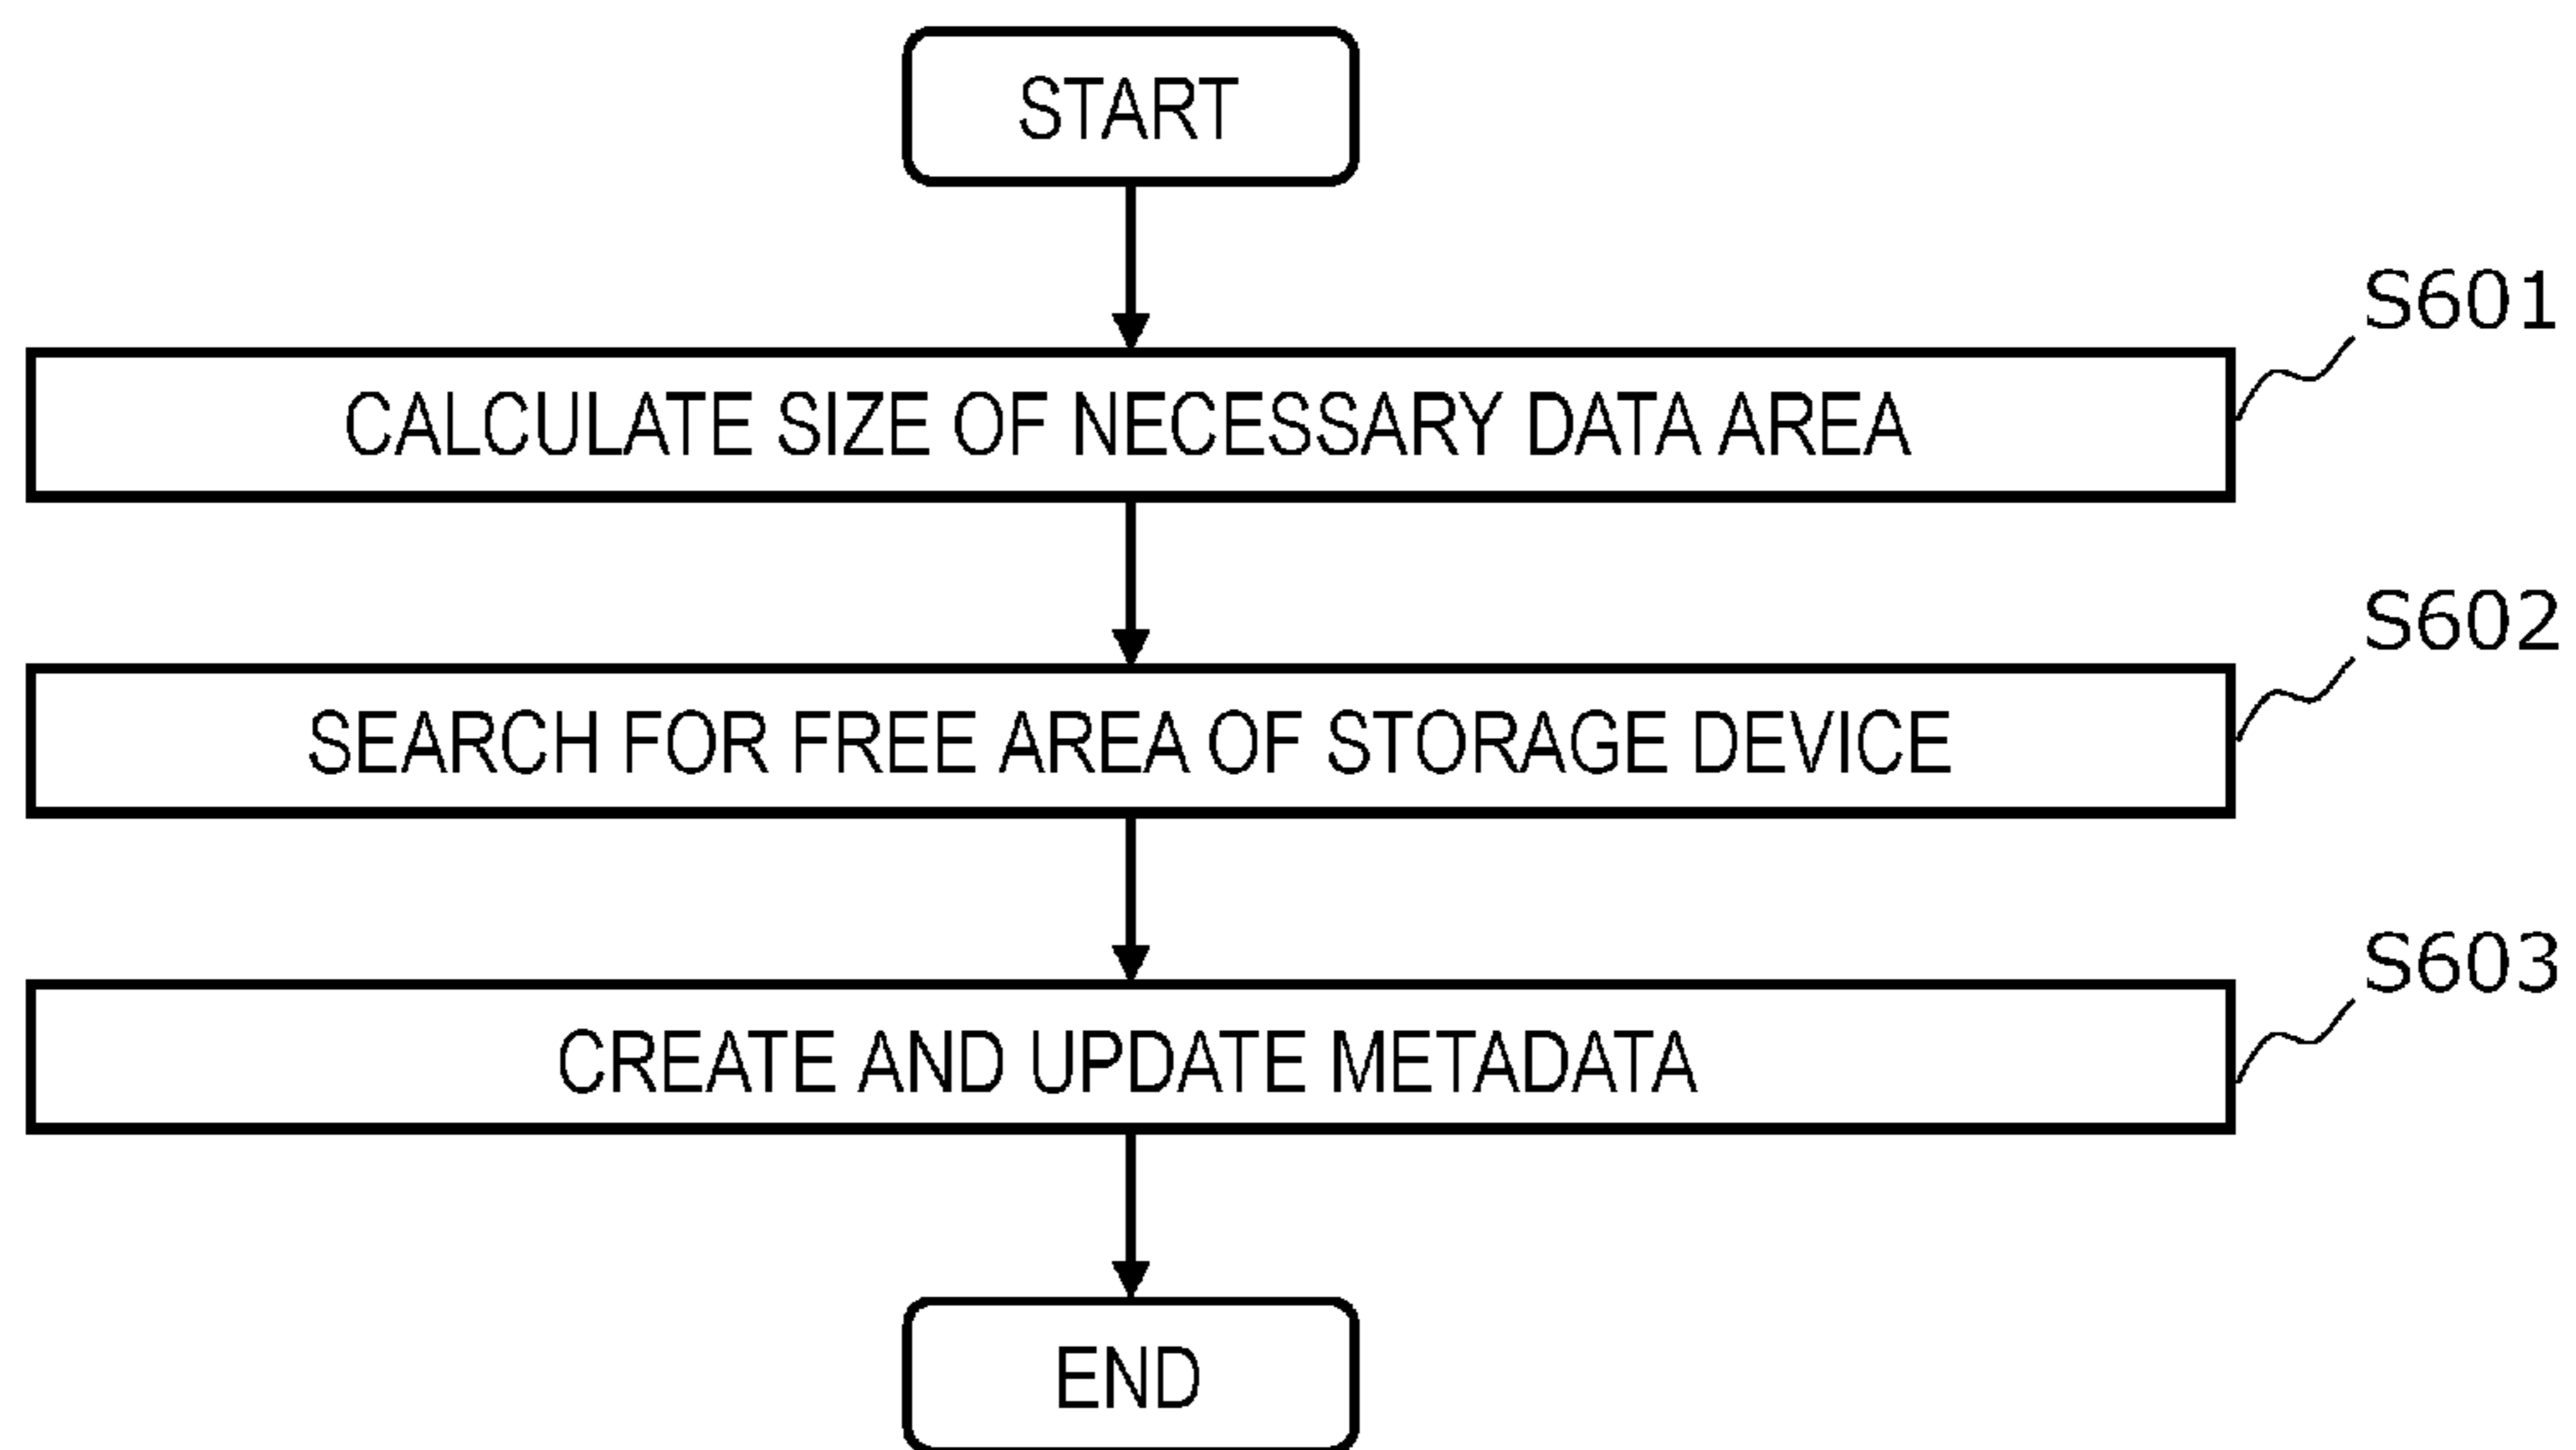 START
S601
CALCULATE SIZE OF NECESSARY DATA AREA
S602
SEARCH FOR FREE AREA OF STORAGE DEVICE
S603
CREATE AND UPDATE METADATA
END